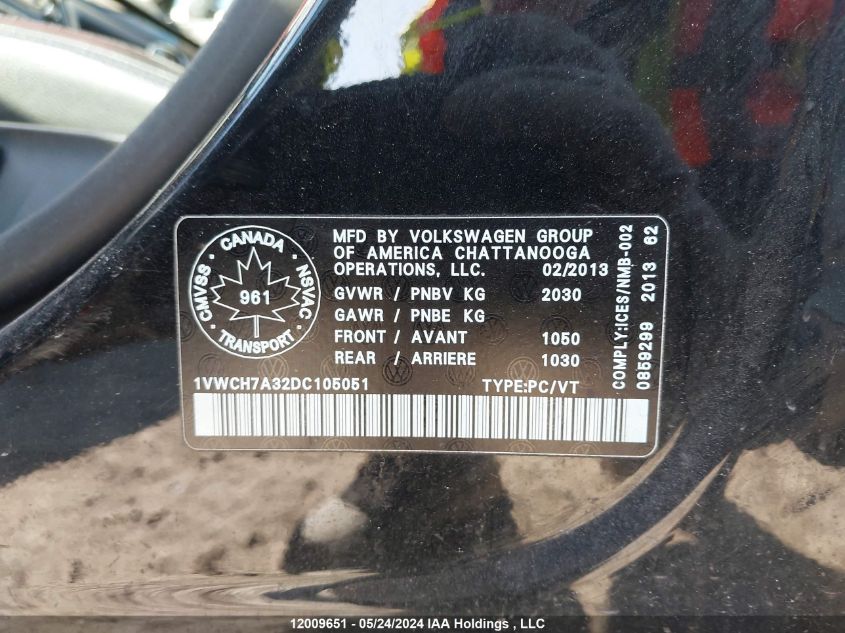 CANADA
CMVSS
NSVAC
961
TRANSPORT
MFD BY VOLKSWAGEN GROUP
OF AMERICA CHATTANOOGA
OPERATIONS, LLC. 02/2013
GVWR / PNBV KG 2030
GAWR / PNBE KG
FRONT / AVANT 1050
REAR / ARRIERE 1030
1VWCH7A32DC105051 TYPE:PC/VT
COMPLY:ICES/NMB-002
0859299 2013 62
12009651 - 05/24/2024 IAA Holdings , LLC